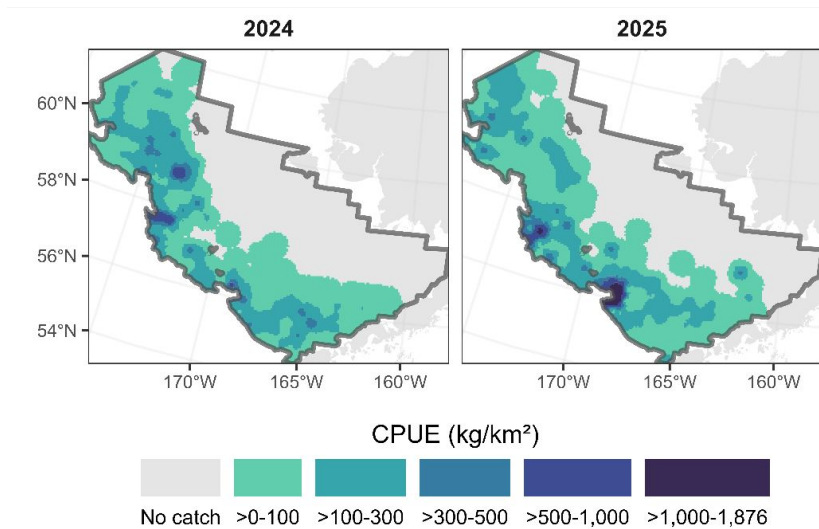 2024 2025
60°N
58°N
56°N
54°N
170°W 165°W 160°W 170°W 165°W 160°W
CPUE (kg/km²)
No catch >0-100 >100-300 >300-500 >500-1,000 >1,000-1,876